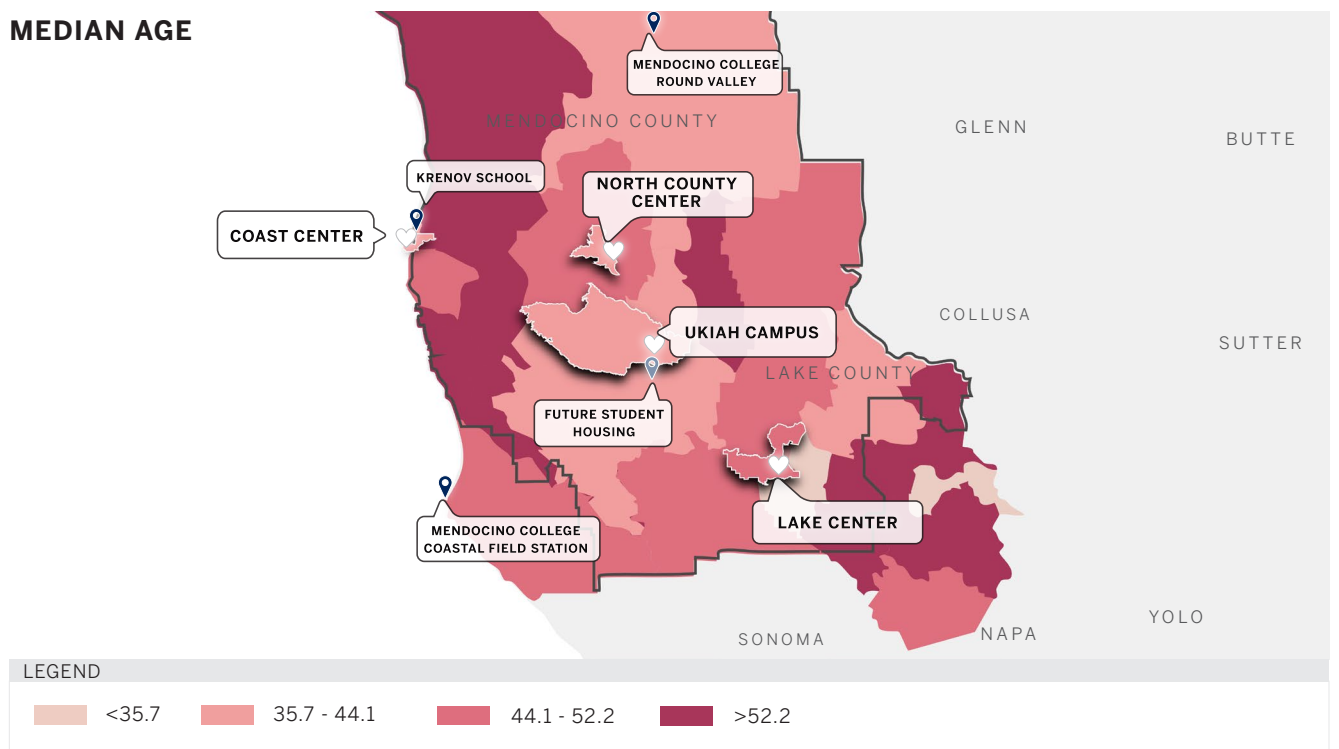 MEDIAN AGE
MENDOCINO COLLEGE
ROUND VALLEY
MENDOCINO COUNTY
GLENN
BUTTE
KRENOV SCHOOL
NORTH COUNTY
CENTER
COAST CENTER
COLLUSA
UKIAH CAMPUS
SUTTER
LAKE COUNTY
FUTURE STUDENT
HOUSING
LAKE CENTER
MENDOCINO COLLEGE
COASTAL FIELD STATION
YOLO
NAPA
SONOMA
LEGEND
<35.7
35.7 - 44.1
44.1 - 52.2
>52.2